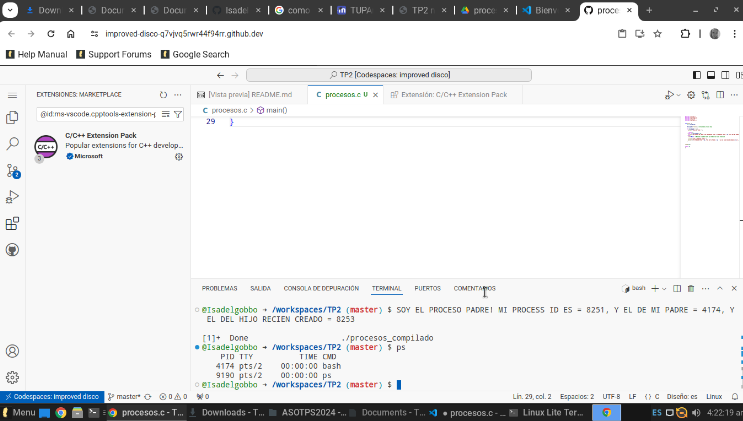 Down
Docur
Docur
Isadel
como
TUPA
TP2 r
proce
Bienv
proce
improved-disco-q7vjvq5rwr44f94rr.github.dev
Help Manual
Support Forums
Google Search
TP2 [Codespaces: improved disco]
EXTENSIONS: MARKETPLACE
[Vista previa] README.md
procesos.c U
Extensión: C/C++ Extension Pack
@id:ms-vscode.cpptools-extension-p
procesos.c > main()
29 }
C/C++ Extension Pack
Popular extensions for C++ develop...
Microsoft
PROBLEMAS
SALIDA
CONSOLA DE DEPURACIÓN
TERMINAL
PUERTOS
COMENTARIOS
bash
@Isadelgobbo → /workspaces/TP2 (master) $ SOY EL PROCESO PADRE! MI PROCESS ID ES = 8251, Y EL DE MI PADRE = 4174, Y
EL DEL HIJO RECIEN CREADO = 8253
[1]+ Done ./procesos_compilado
@Isadelgobbo → /workspaces/TP2 (master) $ ps
PID TTY TIME CMD
4174 pts/2 00:00:00 bash
9190 pts/2 00:00:00 ps
@Isadelgobbo → /workspaces/TP2 (master) $
Codespaces: improved disco
master*
0 0
0
Lín. 29, col. 2
Espacios: 2
UTF 8
LF
{} C
Diseño: es
Linux
Menu
procesos.c - T...
Downloads - T...
ASOTPS2024 -...
Documents - T...
procesos.c - ...
Linux Lite Ter...
ES
4:22:19 am